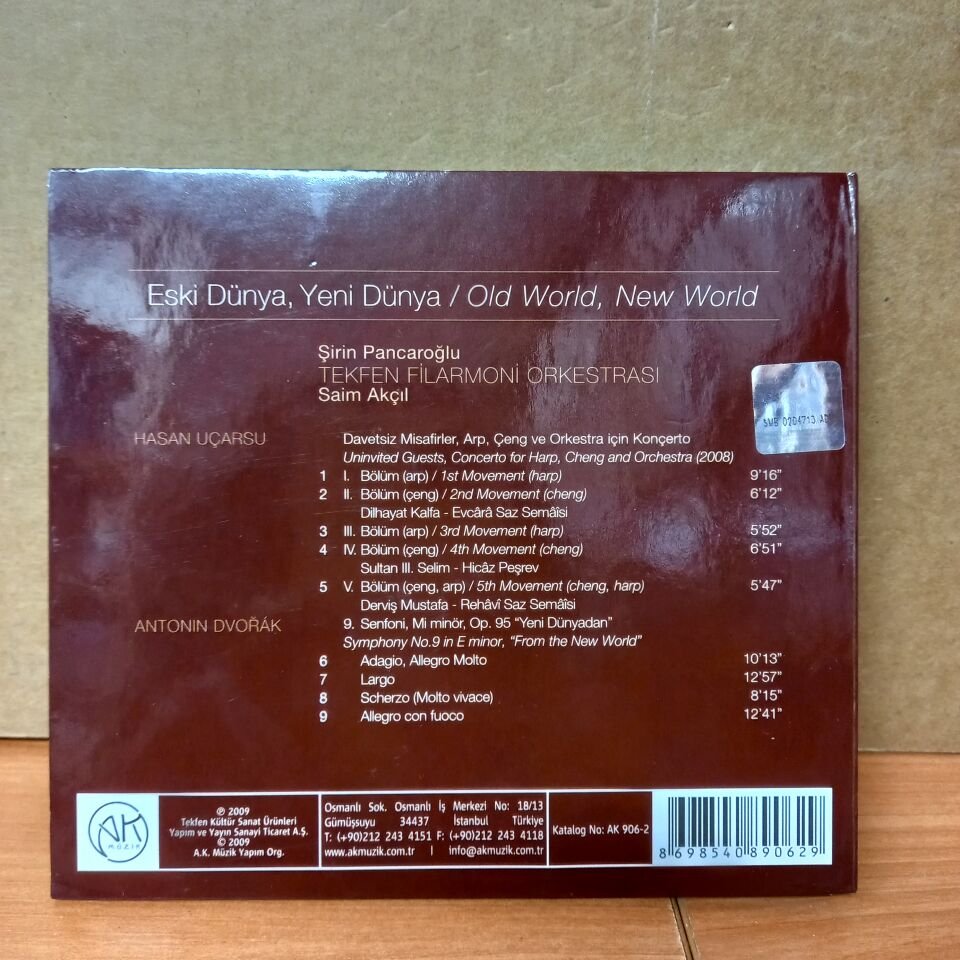 Eski Dünya, Yeni Dünya / Old World, New World
Şirin Pancaroğlu
TEKFEN FİLARMONİ ORKESTRASI
Saim Akçıl
HASAN UÇARSU
Davetsiz Misafirler, Arp, Çeng ve Orkestra için Konçerto
Uninvited Guests, Concerto for Harp, Cheng and Orchestra (2008)
1 I. Bölüm (arp) / 1st Movement (harp) 9'16"
2 II. Bölüm (çeng) / 2nd Movement (cheng) 6'12"
Dilhayat Kalfa - Evcârâ Saz Semâîsi
3 III. Bölüm (arp) / 3rd Movement (harp) 5'52"
4 IV. Bölüm (çeng) / 4th Movement (cheng) 6'51"
Sultan III. Selim - Hicâz Peşrev
5 V. Bölüm (çeng, arp) / 5th Movement (cheng, harp) 5'47"
Derviş Mustafa - Rehâvî Saz Semâîsi
ANTONIN DVOŘÁK
9. Senfoni, Mi minör, Op. 95 "Yeni Dünyadan"
Symphony No.9 in E minor, "From the New World"
6 Adagio, Allegro Molto 10'13"
7 Largo 12'57"
8 Scherzo (Molto vivace) 8'15"
9 Allegro con fuoco 12'41"
AK
MÜZİK
℗ 2009
Tekfen Kültür Sanat Ürünleri
Yapım ve Yayın Sanayi Ticaret A.Ş.
© 2009
A.K. Müzik Yapım Org.
Osmanlı Sok. Osmanlı İş Merkezi No: 18/13
Gümüşsuyu 34437 İstanbul Türkiye
T: (+90)212 243 4151 F: (+90)212 243 4118
www.akmuzik.com.tr | info@akmuzik.com.tr
Katalog No: AK 906-2
8 698540 890629